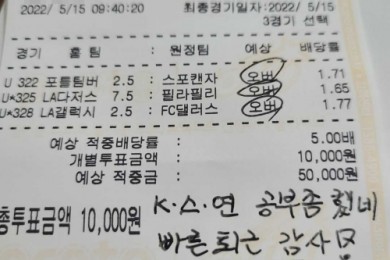 2022/ 5/15 09:40:20 최종경기일자:2022/ 5/15
3경기 선택
경기 홈 팀 : 원정팀 예상 배당률
U 322 포틀팀버 2.5 : 스포캔자 오버 1.71
U*325 LA다저스 7.5 : 필라필리 오버 1.65
U*328 LA갤럭시 2.5 : FC댈러스 오버 1.77
예상 적중배당률 : 5.00배
개별투표금액 : 10,000원
예상 적중금 : 50,000원
총투표금액 10,000원 K·스·연 공부좀 했네
빠른퇴근 감사